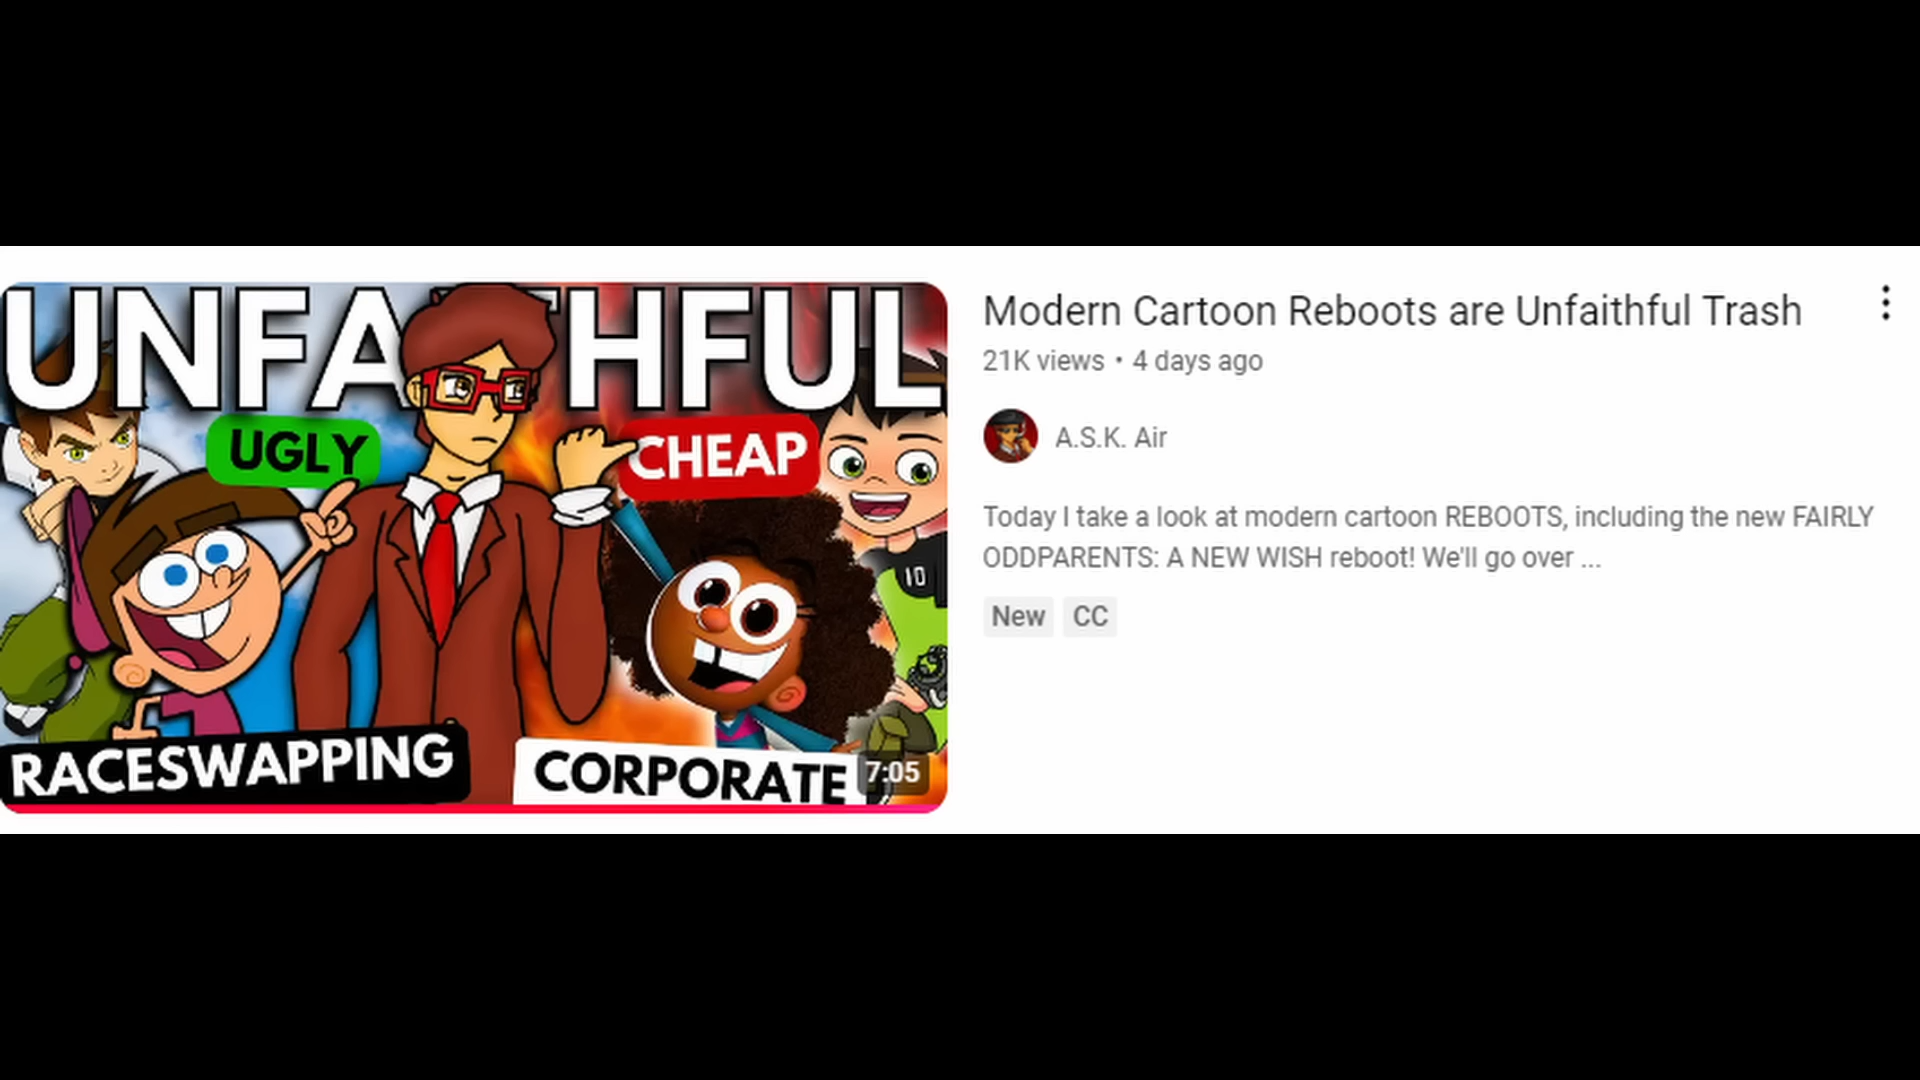 UNFAITHFUL
UGLY
CHEAP
10
RACESWAPPING
CORPORATE
7:05
Modern Cartoon Reboots are Unfaithful Trash
21K views • 4 days ago
A.S.K. Air
Today I take a look at modern cartoon REBOOTS, including the new FAIRLY
ODDPARENTS: A NEW WISH reboot! We'll go over ...
New CC